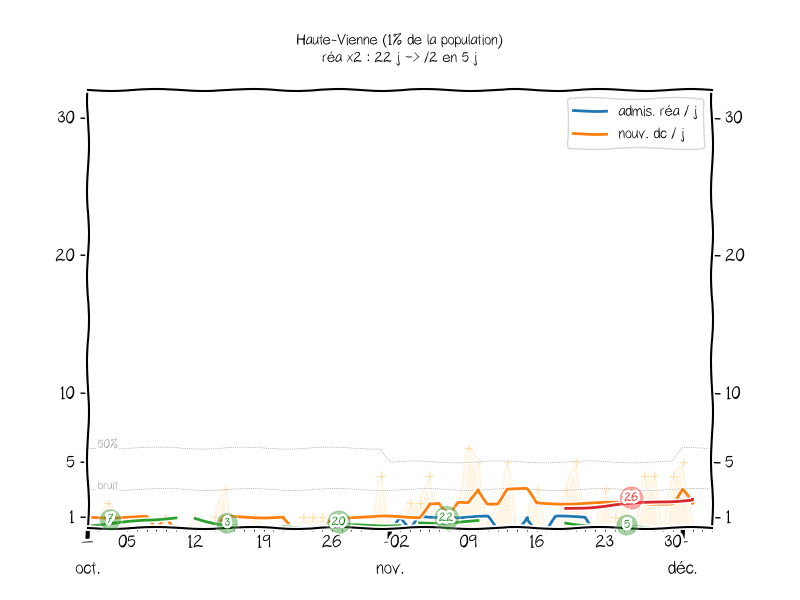 Haute-Vienne (1% de la population)
réa x2 : 22 j -> /2 en 5 j
admis. réa / j
nouv. dc / j
30 30
20 20
10 10
50%
5 5
bruit
26
1 7 3 20 22 5 1
05 12 19 26 02 09 16 23 30
oct. nov. déc.